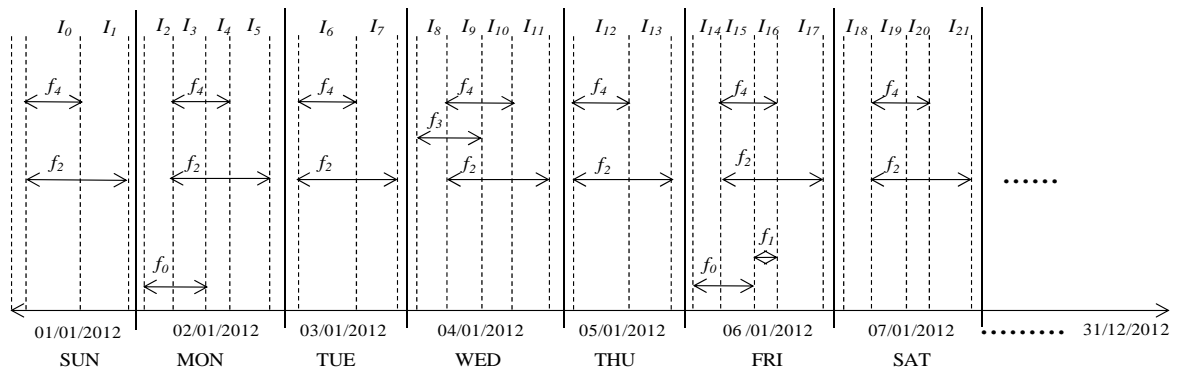 I0 I1 I2 I3 I4 I5 I6 I7 I8 I9 I10 I11 I12 I13 I14 I15 I16 I17 I18 I19 I20 I21
f4 f4 f4 f4 f4 f4 f4
f3
f2 f2 f2 f2 f2 f2 f2 ......
f1
f0 f0
01/01/2012 02/01/2012 03/01/2012 04/01/2012 05/01/2012 06/01/2012 07/01/2012 ......... 31/12/2012
SUN MON TUE WED THU FRI SAT